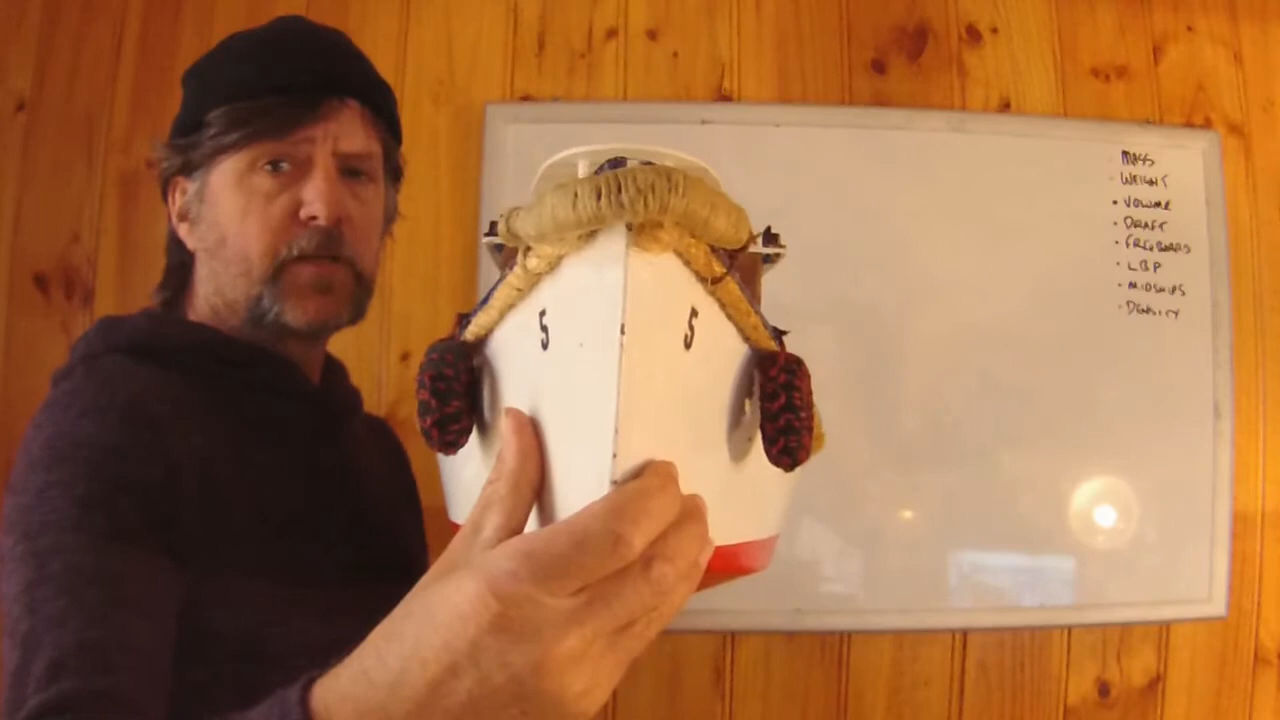 5 5
• MASS
• WEIGHT
• VOLUME
• DRAFT
• FREEBOARD
• LBP
• MIDSHIPS
• DENSITY